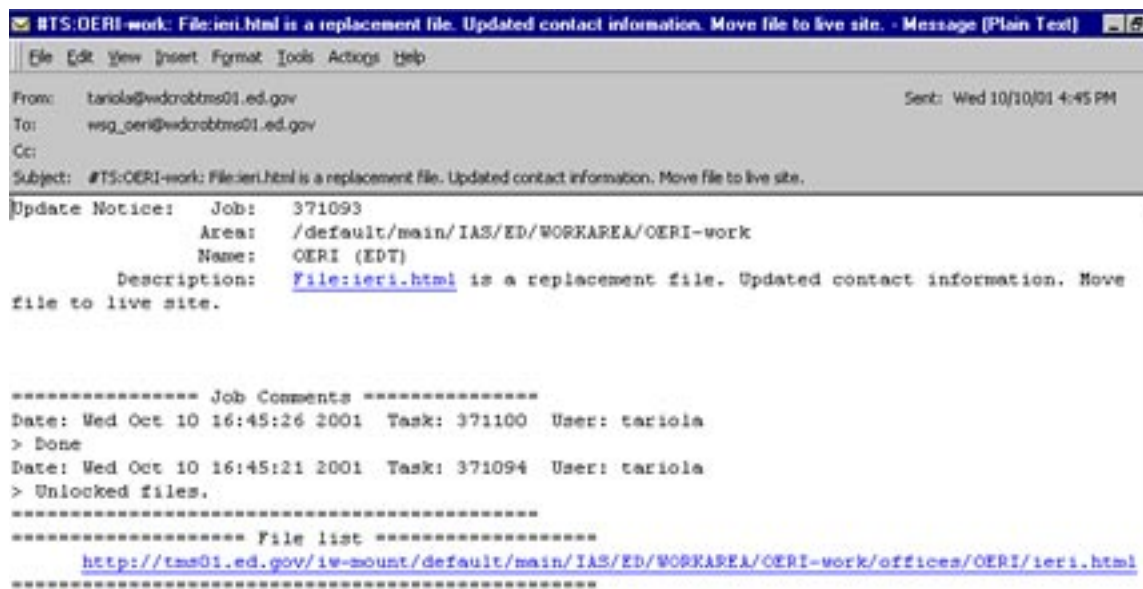 #TS:OERI-work: File:ieri.html is a replacement file. Updated contact information. Move file to live site. - Message (Plain Text)
File Edit View Insert Format Tools Actions Help
From: tariola@wdcrobtms01.ed.gov Sent: Wed 10/10/01 4:45 PM
To: wsg_oeri@wdcrobtms01.ed.gov
Cc:
Subject: #TS:OERI-work: File:ieri.html is a replacement file. Updated contact information. Move file to live site.
Update Notice: Job: 371093
Area: /default/main/IAS/ED/WORKAREA/OERI-work
Name: OERI (EDT)
Description: File:ieri.html is a replacement file. Updated contact information. Move
file to live site.
================ Job Comments ===============
Date: Wed Oct 10 16:45:26 2001 Task: 371100 User: tariola
> Done
Date: Wed Oct 10 16:45:21 2001 Task: 371094 User: tariola
> Unlocked files.
=============================================
==================== File list ===================
http://tms01.ed.gov/iw-mount/default/main/IAS/ED/WORKAREA/OERI-work/offices/OERI/ieri.html
==================================================